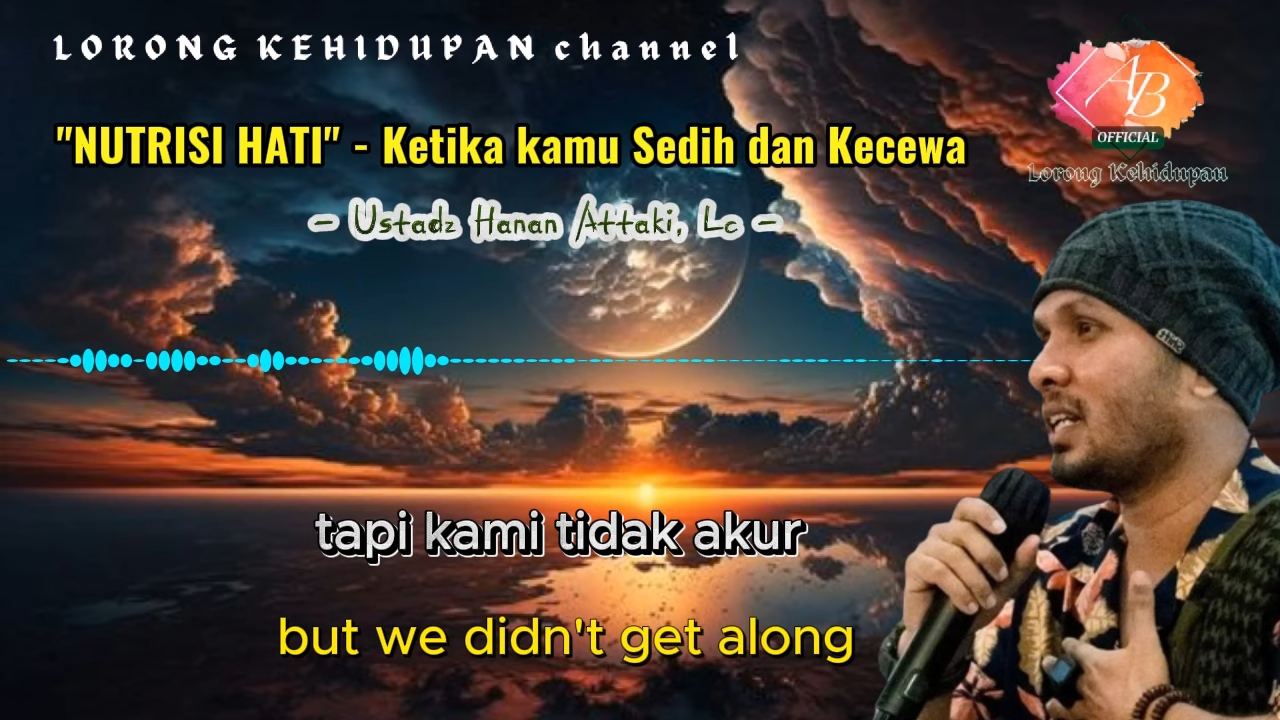 LORONG KEHIDUPAN channel
AB
OFFICIAL
Lorong Kehidupan
"NUTRISI HATI" - Ketika kamu Sedih dan Kecewa
- Ustadz Hanan Attaki, Lc -
tapi kami tidak akur
but we didn't get along